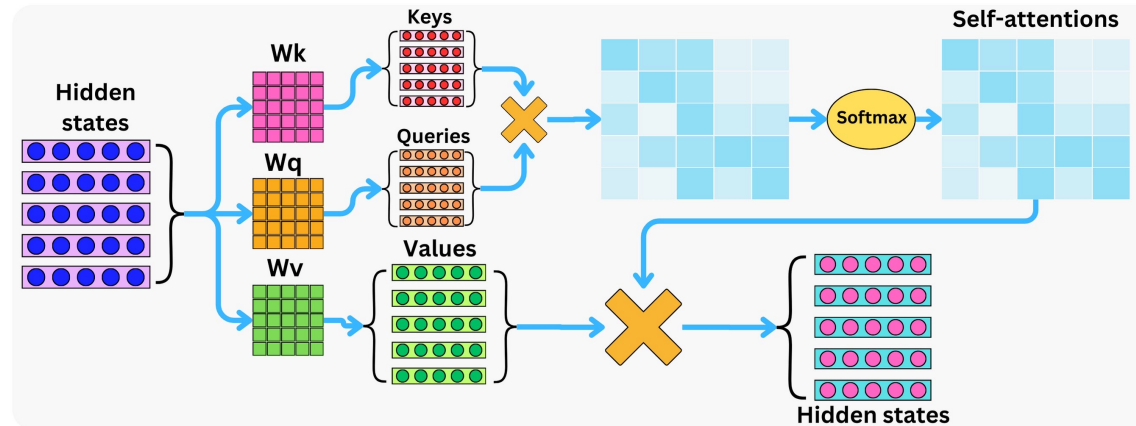 Keys
Self-attentions
Wk
Hidden
states
Softmax
Queries
Wq
Values
Wv
Hidden states